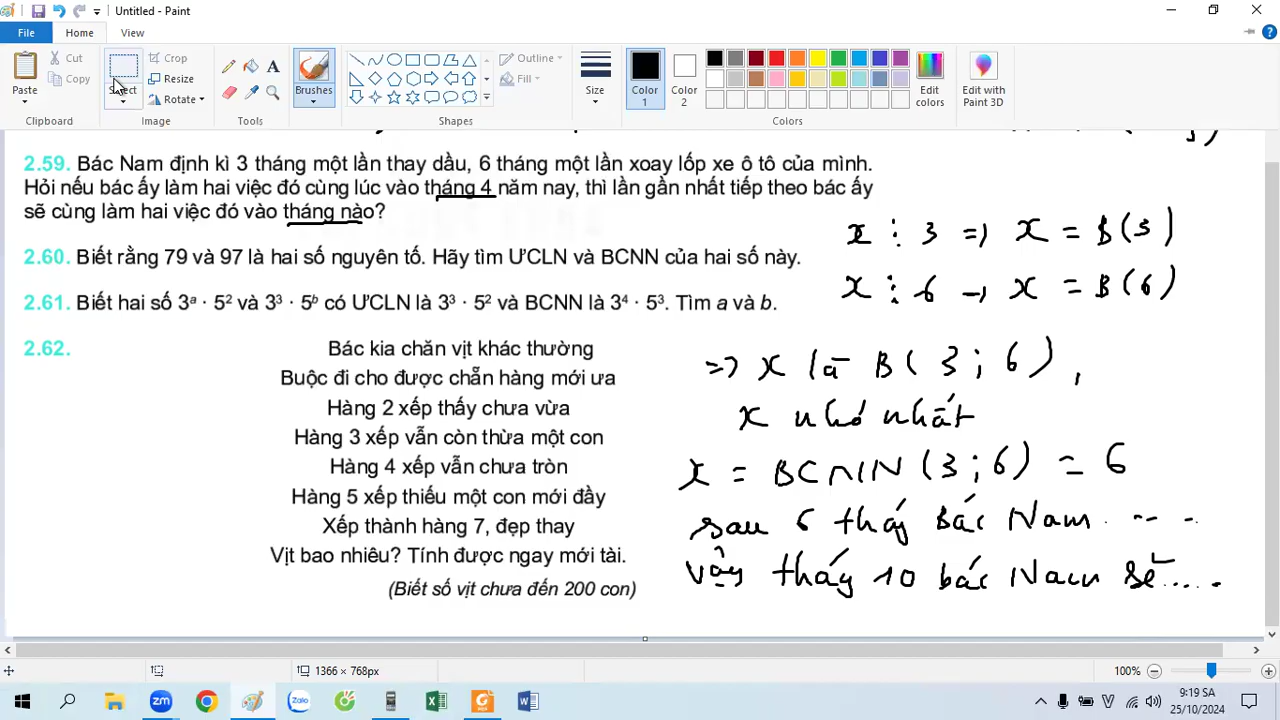 Untitled - Paint
File Home View
Paste Cut Copy Select Crop Resize Rotate Brushes Outline Fill Size Color 1 Color 2 Edit colors Edit with Paint 3D
Clipboard Image Tools Shapes Colors
2.59. Bác Nam định kì 3 tháng một lần thay dầu, 6 tháng một lần xoay lốp xe ô tô của mình.
Hỏi nếu bác ấy làm hai việc đó cùng lúc vào tháng 4 năm nay, thì lần gần nhất tiếp theo bác ấy
sẽ cùng làm hai việc đó vào tháng nào?
2.60. Biết rằng 79 và 97 là hai số nguyên tố. Hãy tìm ƯCLN và BCNN của hai số này.
2.61. Biết hai số 3ᵃ · 5² và 3³ · 5ᵇ có ƯCLN là 3³ · 5² và BCNN là 3⁴ · 5³. Tìm a và b.
2.62.
Bác kia chăn vịt khác thường
Buộc đi cho được chẵn hàng mới ưa
Hàng 2 xếp thấy chưa vừa
Hàng 3 xếp vẫn còn thừa một con
Hàng 4 xếp vẫn chưa tròn
Hàng 5 xếp thiếu một con mới đầy
Xếp thành hàng 7, đẹp thay
Vịt bao nhiêu? Tính được ngay mới tài.
(Biết số vịt chưa đến 200 con)
x ⋮ 3 => x = B(3)
x ⋮ 6 → x = B(6)
=> x là B(3; 6),
x nhỏ nhất
x = BCNN(3; 6) = 6
sau 6 tháng Bác Nam ...
vậy tháng 10 bác Nam sẽ ....
100%
1366 × 768px
zm Zalo
9:19 SA
25/10/2024